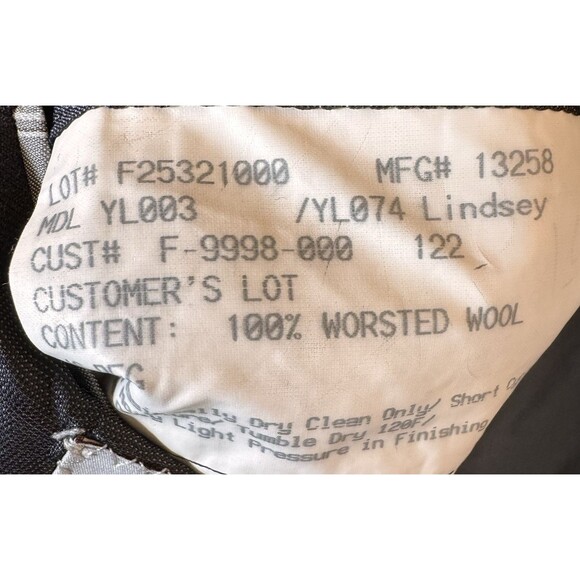 LOT# F25321000 MFG# 13258
MDL YL003 /YL074 Lindsey
CUST# F-9998-000 122
CUSTOMER'S LOT
CONTENT: 100% WORSTED WOOL
Dry Clean Only/ Short
Tumble Dry 120F/
Light Pressure in Finishing